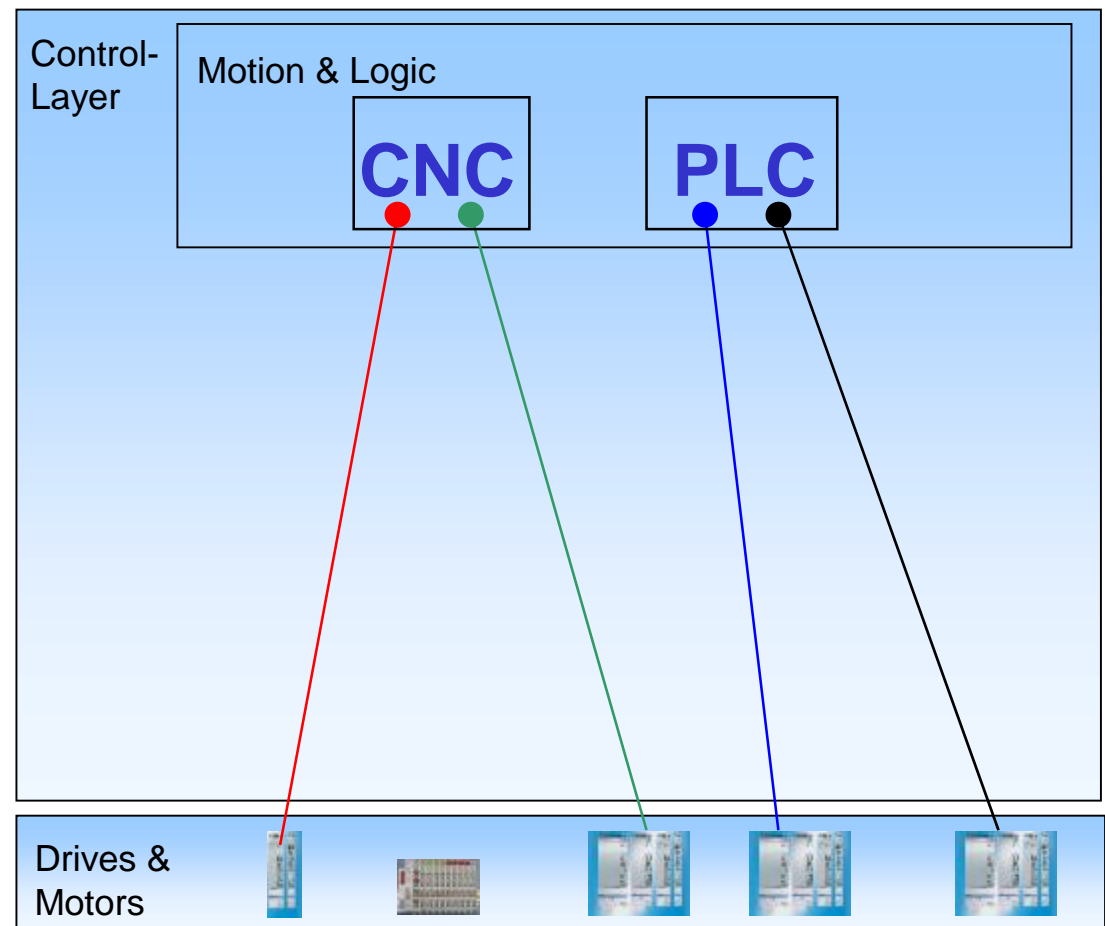 Control-
Layer
Motion & Logic
CNC
PLC
Drives &
Motors